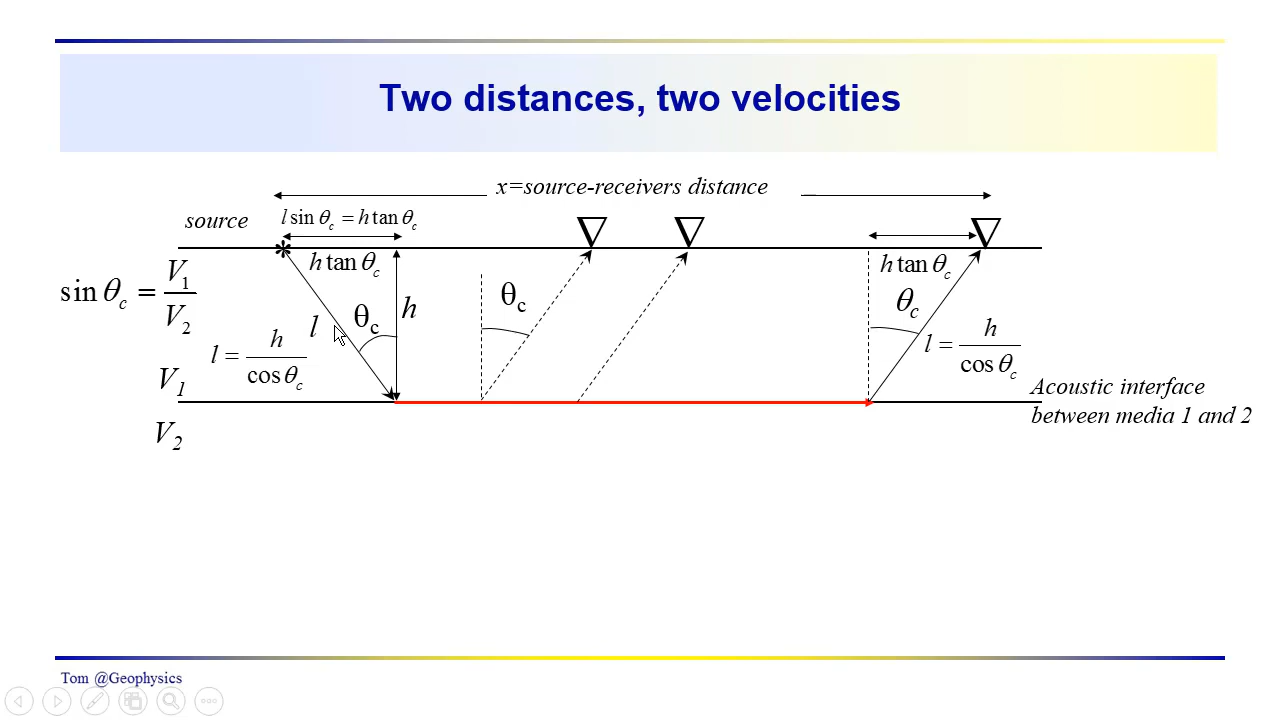 Two distances, two velocities
x=source-receivers distance
source
l sin θc = h tan θc
h tan θc
h tan θc
sin θc = V1/V2
l
θc
h
θc
θc
l = h/cos θc
l = h/cos θc
V1
V2
Acoustic interface
between media 1 and 2
Tom @Geophysics